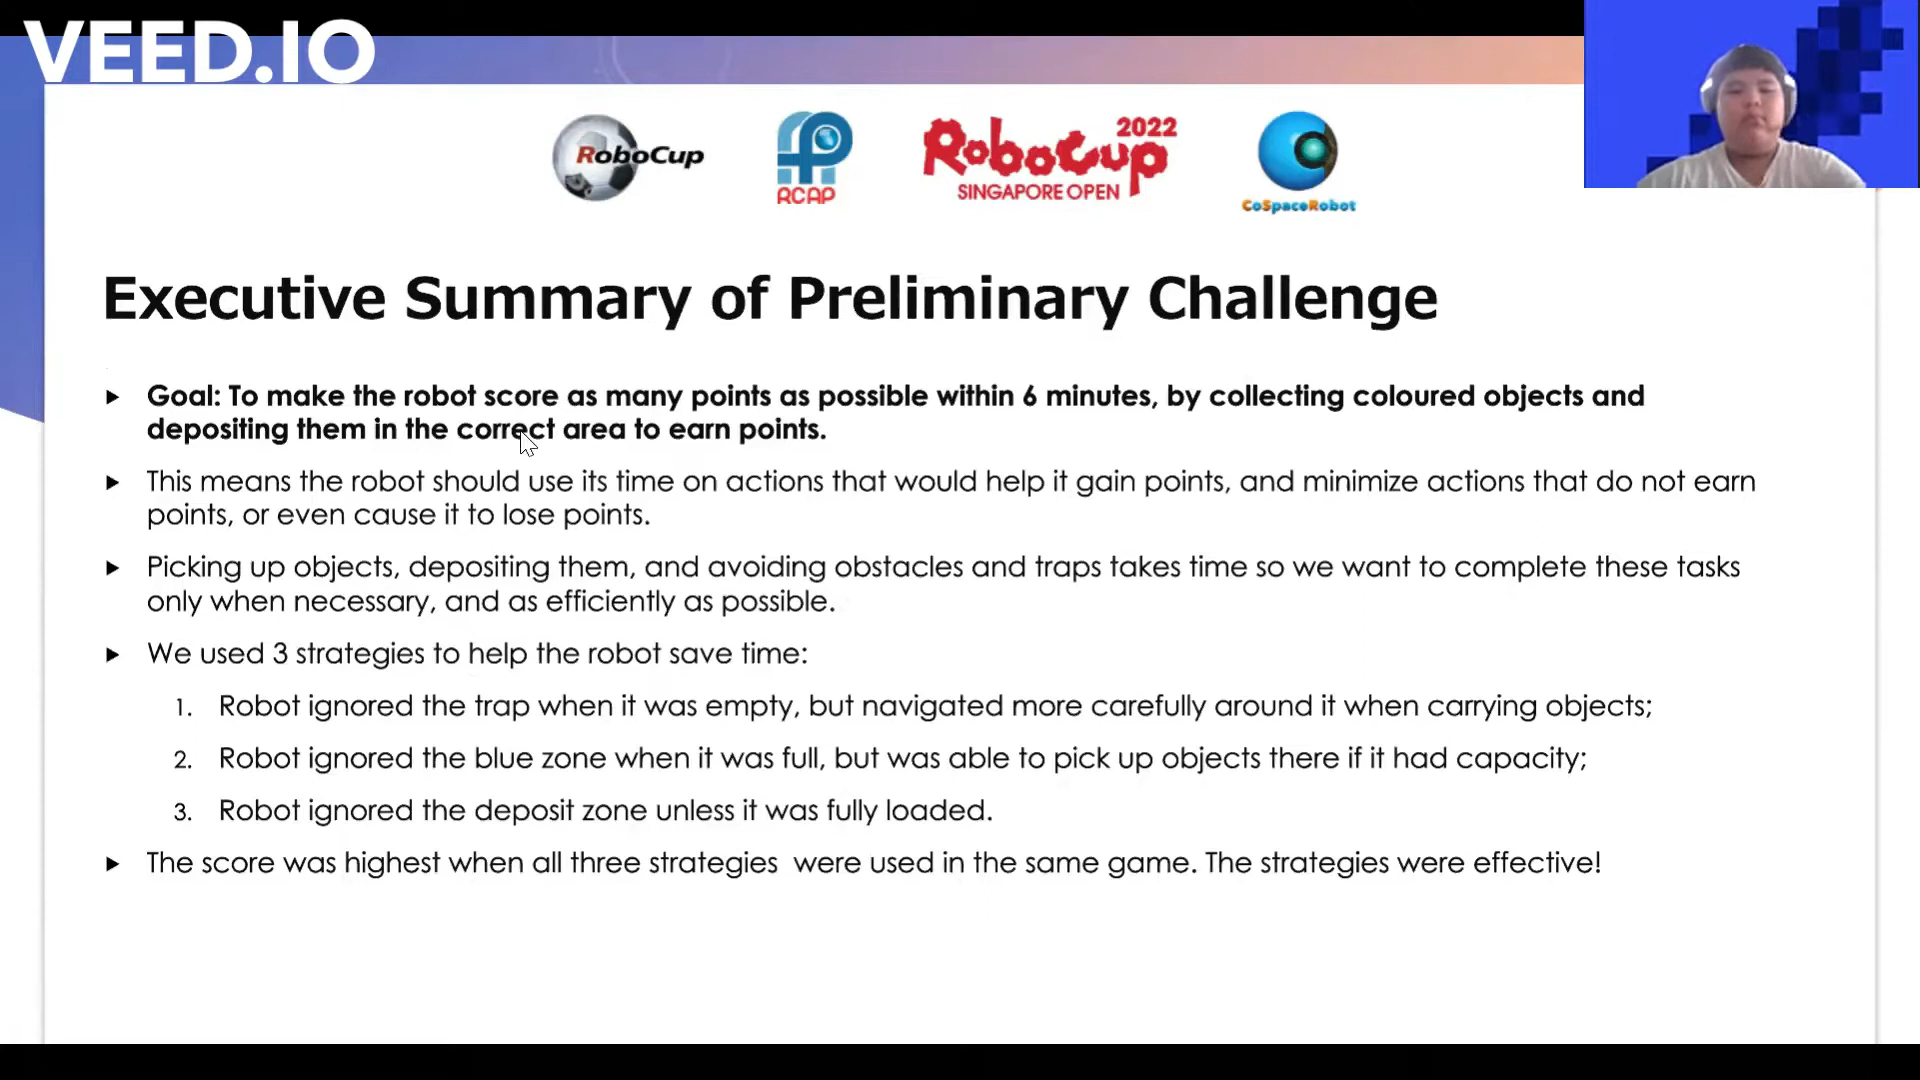 VEED.IO
RoboCup
RCAP
RoboCup 2022
SINGAPORE OPEN
CoSpaceRobot
Executive Summary of Preliminary Challenge
Goal: To make the robot score as many points as possible within 6 minutes, by collecting coloured objects and
depositing them in the correct area to earn points.
This means the robot should use its time on actions that would help it gain points, and minimize actions that do not earn
points, or even cause it to lose points.
Picking up objects, depositing them, and avoiding obstacles and traps takes time so we want to complete these tasks
only when necessary, and as efficiently as possible.
We used 3 strategies to help the robot save time:
1. Robot ignored the trap when it was empty, but navigated more carefully around it when carrying objects;
2. Robot ignored the blue zone when it was full, but was able to pick up objects there if it had capacity;
3. Robot ignored the deposit zone unless it was fully loaded.
The score was highest when all three strategies  were used in the same game. The strategies were effective!